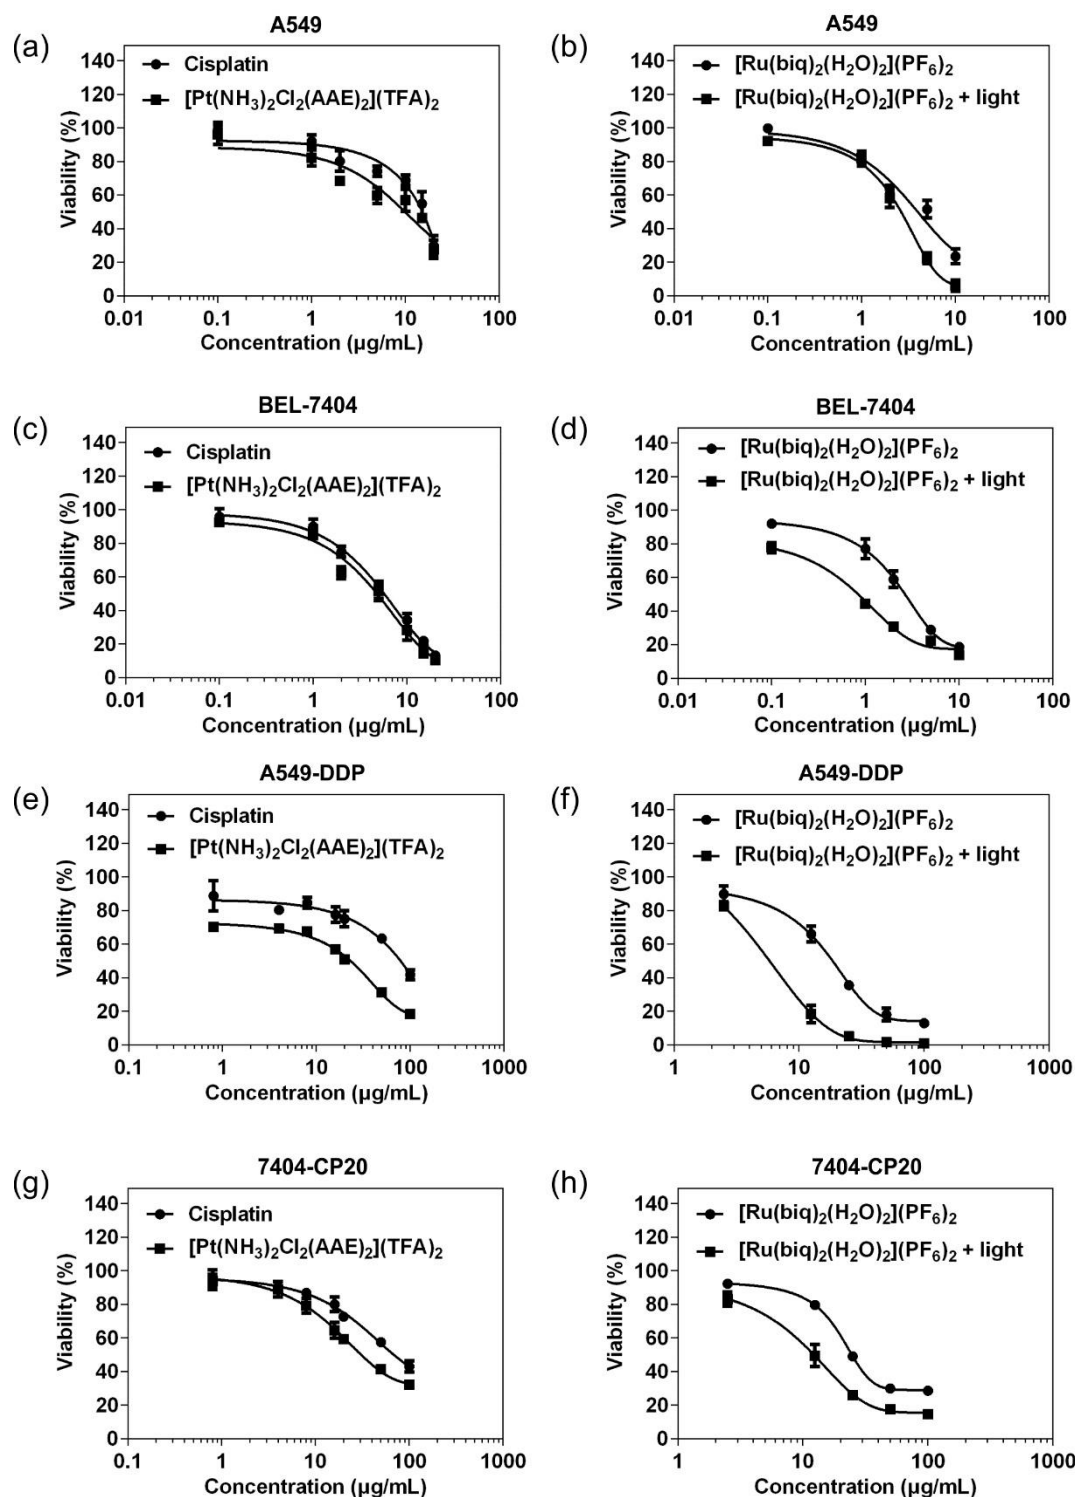 (a)
A549
Cisplatin
[Pt(NH3)2Cl2(AAE)2](TFA)2
Viability (%)
140
120
100
80
60
40
20
0
0.01 0.1 1 10 100
Concentration (µg/mL)
(b)
A549
[Ru(biq)2(H2O)2](PF6)2
[Ru(biq)2(H2O)2](PF6)2 + light
Viability (%)
140
120
100
80
60
40
20
0
0.01 0.1 1 10 100
Concentration (µg/mL)
(c)
BEL-7404
Cisplatin
[Pt(NH3)2Cl2(AAE)2](TFA)2
Viability (%)
140
120
100
80
60
40
20
0
0.01 0.1 1 10 100
Concentration (µg/mL)
(d)
BEL-7404
[Ru(biq)2(H2O)2](PF6)2
[Ru(biq)2(H2O)2](PF6)2 + light
Viability (%)
140
120
100
80
60
40
20
0
0.01 0.1 1 10 100
Concentration (µg/mL)
(e)
A549-DDP
Cisplatin
[Pt(NH3)2Cl2(AAE)2](TFA)2
Viability (%)
140
120
100
80
60
40
20
0
0.1 1 10 100 1000
Concentration (µg/mL)
(f)
A549-DDP
[Ru(biq)2(H2O)2](PF6)2
[Ru(biq)2(H2O)2](PF6)2 + light
Viability (%)
140
120
100
80
60
40
20
0
1 10 100 1000
Concentration (µg/mL)
(g)
7404-CP20
Cisplatin
[Pt(NH3)2Cl2(AAE)2](TFA)2
Viability (%)
140
120
100
80
60
40
20
0
0.1 1 10 100 1000
Concentration (µg/mL)
(h)
7404-CP20
[Ru(biq)2(H2O)2](PF6)2
[Ru(biq)2(H2O)2](PF6)2 + light
Viability (%)
140
120
100
80
60
40
20
0
1 10 100 1000
Concentration (µg/mL)